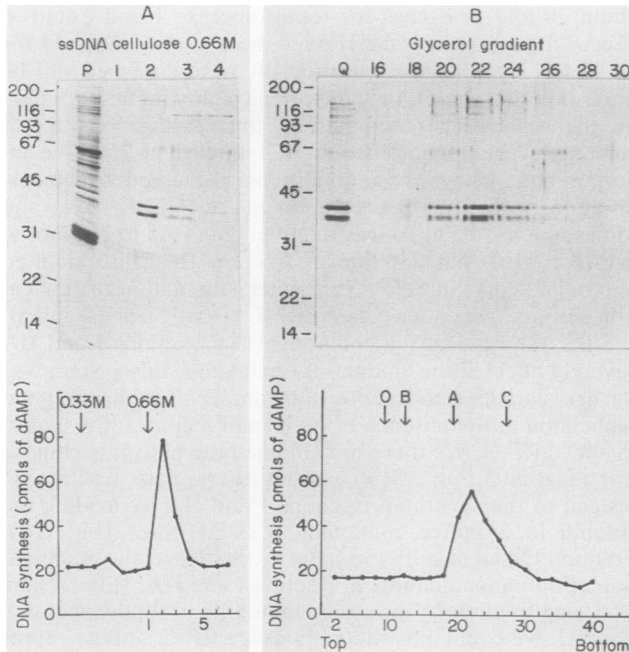 A
ssDNA cellulose 0.66M
P 1 2 3 4
200
116
93
67
45
31
22
14
0.33M 0.66M
DNA synthesis (pmols of dAMP)
80
60
40
20
0
1 5
B
Glycerol gradient
Q 16 18 20 22 24 26 28 30
200
116
93
67
45
31
22
14
O B A C
DNA synthesis (pmols of dAMP)
100
80
60
40
20
0
2 10 20 30 40
Top Bottom